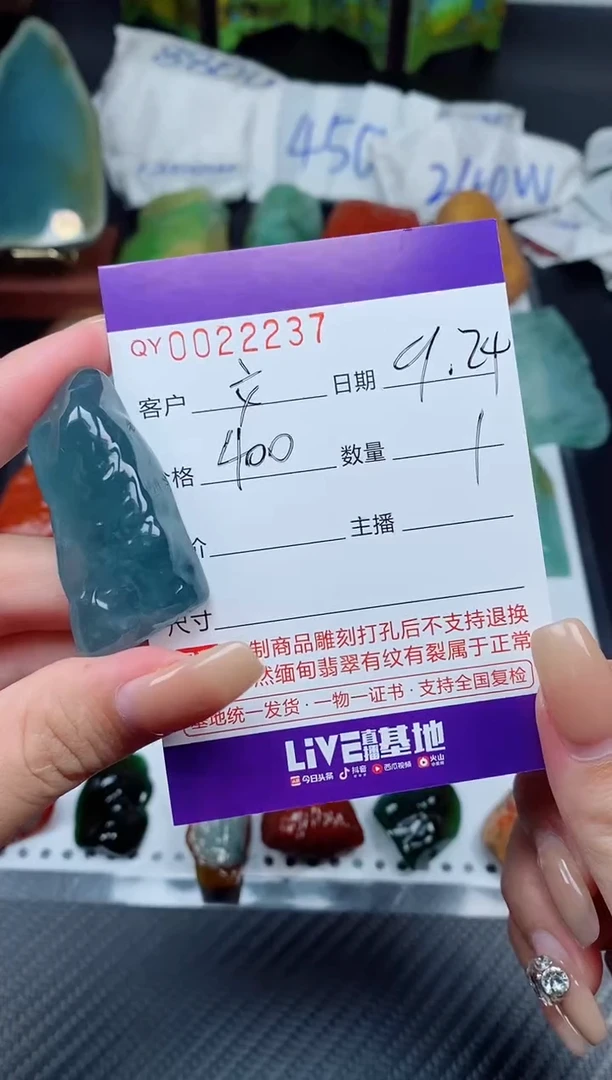 45C
240W
QY0022237
客户 立 日期 9.24
格 400 数量 1
价 主播
尺寸
制商品雕刻打孔后不支持退换
然缅甸翡翠有纹有裂属于正常
基地统一发货·一物一证书·支持全国复检
LIVE直播基地
今日头条 抖音 西瓜视频 火山